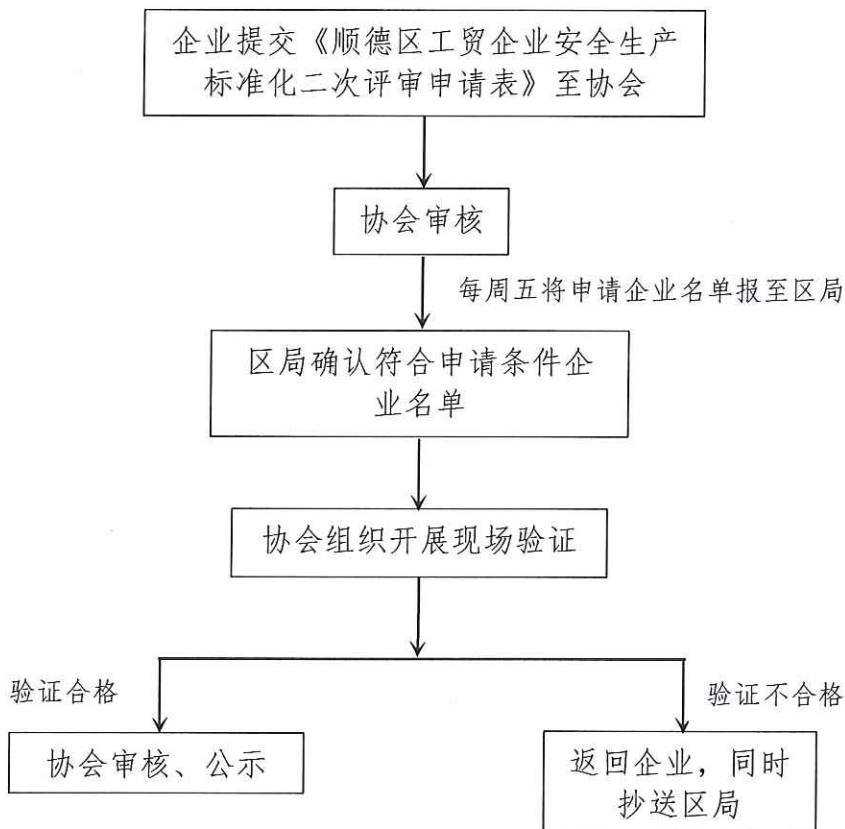 企业提交《顺德区工贸企业安全生产
标准化二次评审申请表》至协会
协会审核
每周五将申请企业名单报至区局
区局确认符合申请条件企
业名单
协会组织开展现场验证
验证合格
验证不合格
协会审核、公示
返回企业，同时
抄送区局